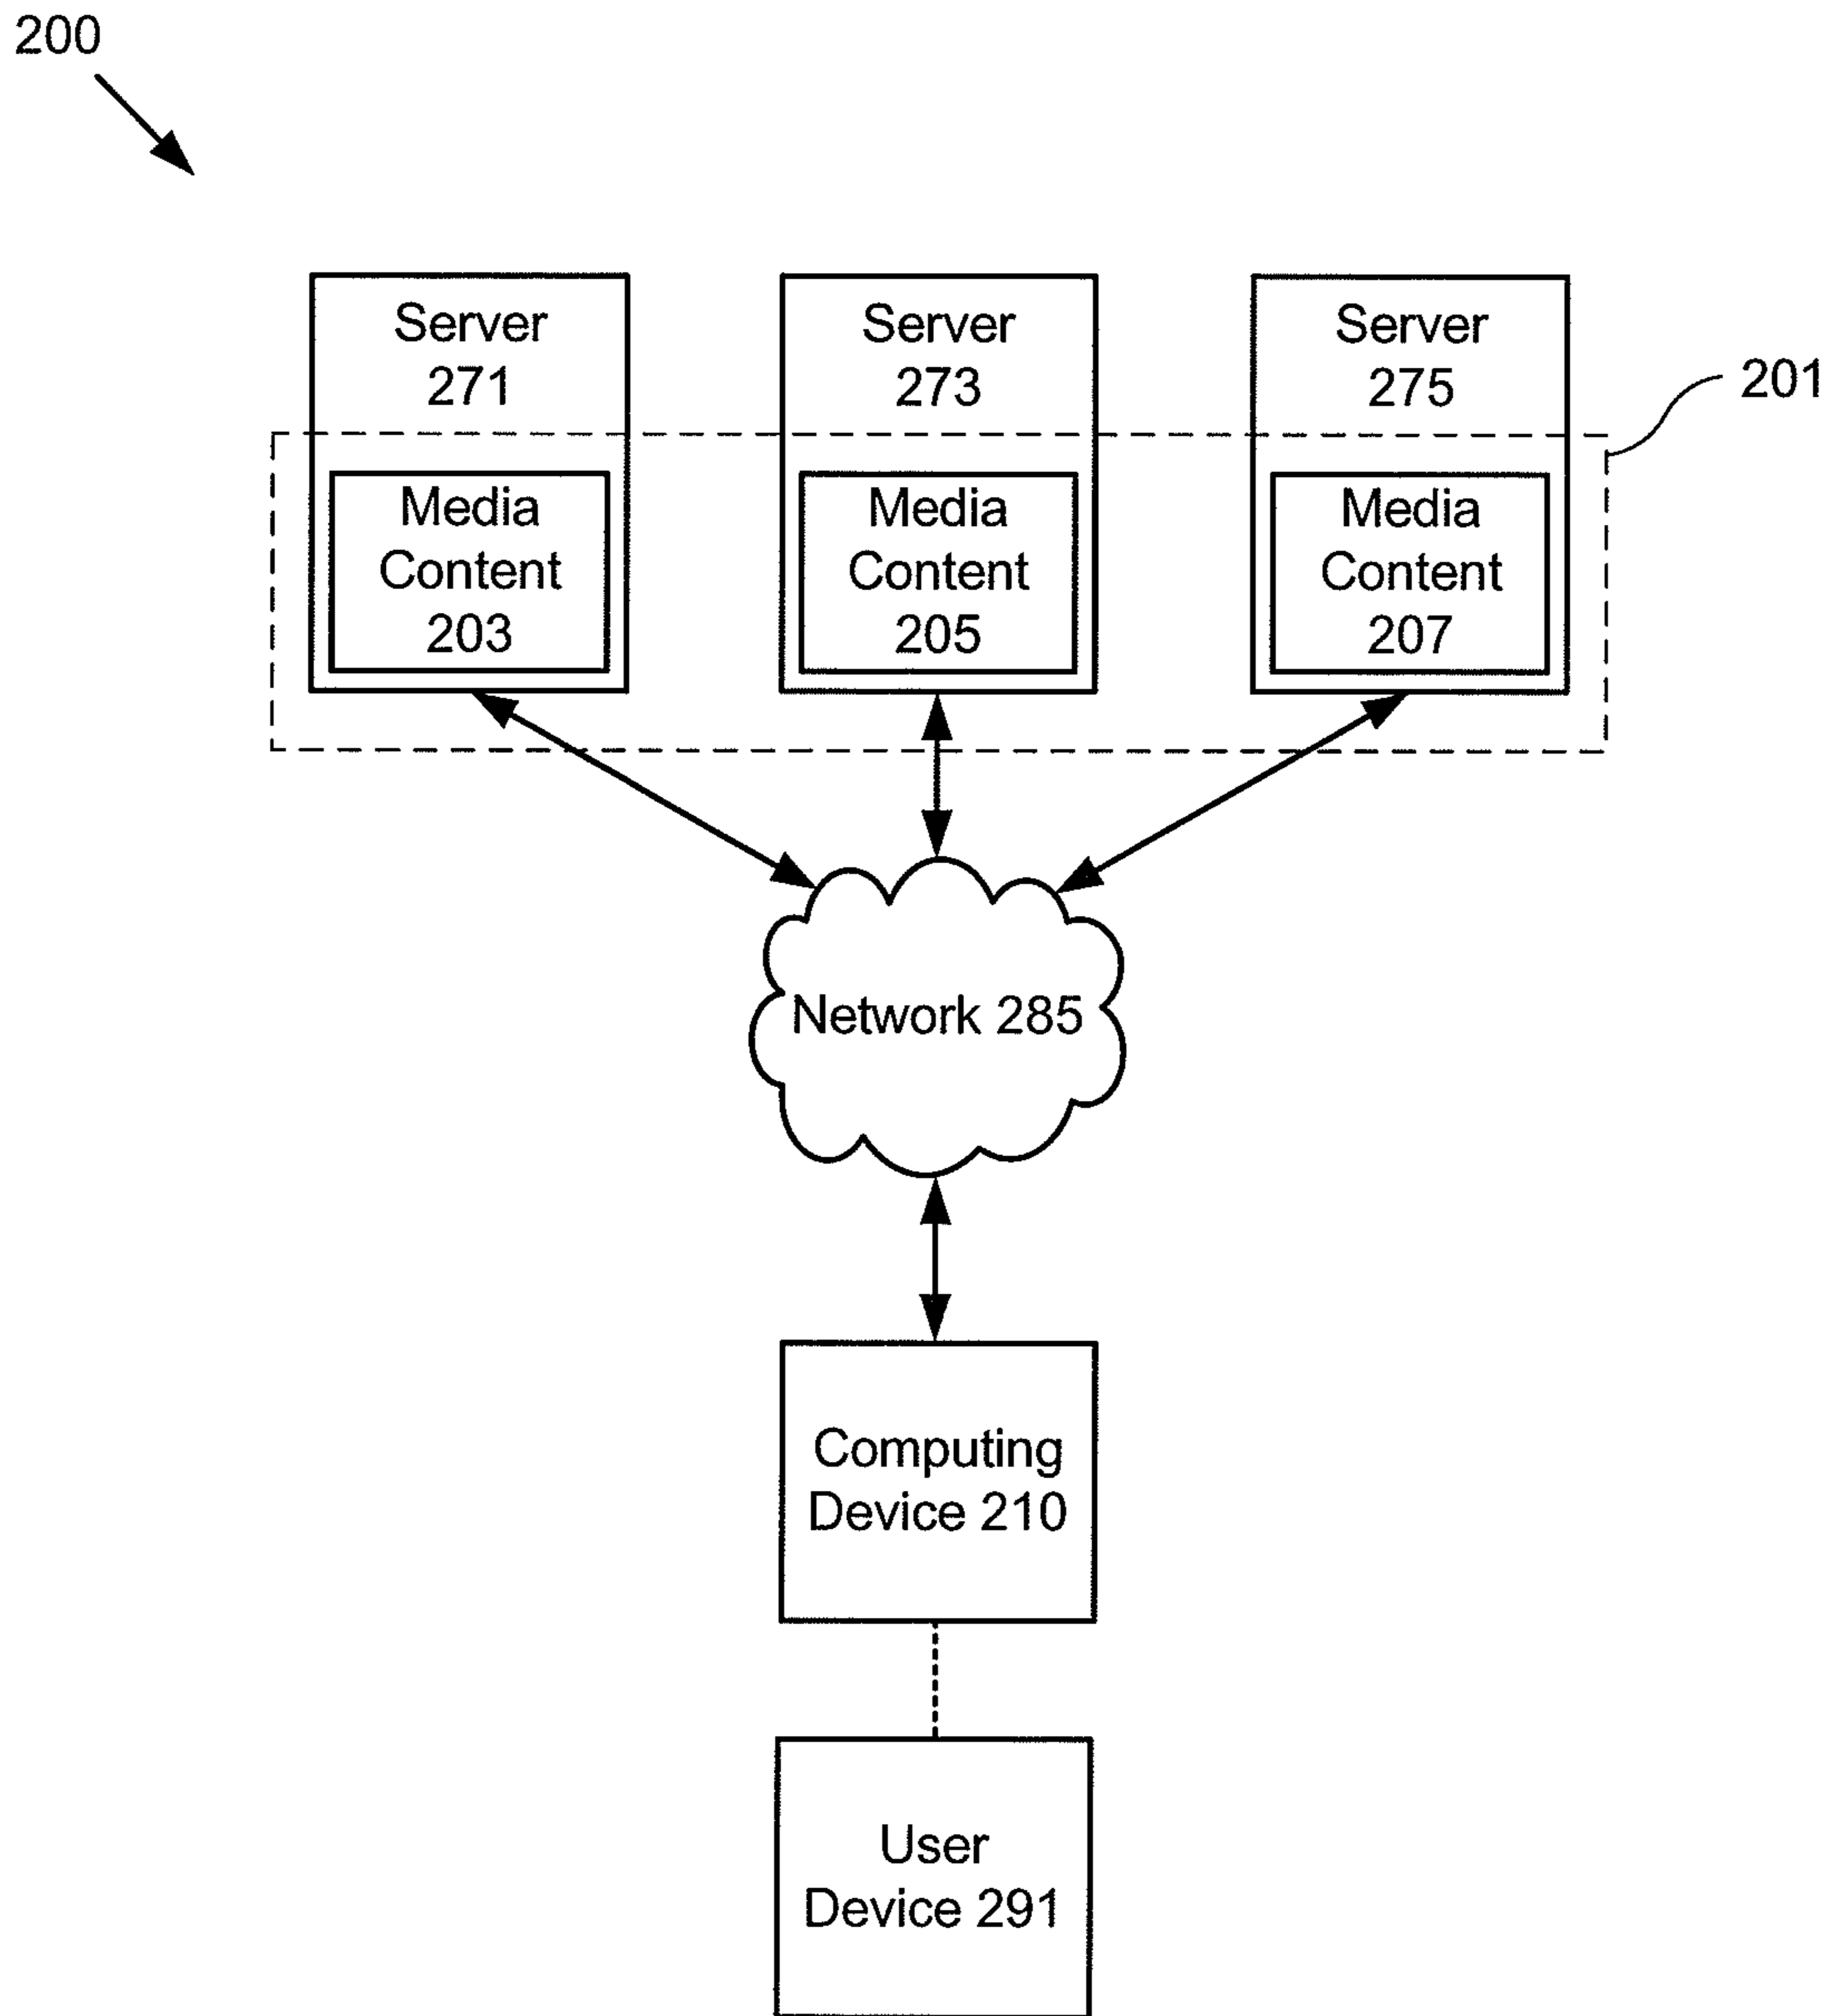 200
Server
271
Server
273
Server
275
201
Media
Content
203
Media
Content
205
Media
Content
207
Network 285
Computing
Device 210
User
Device 291